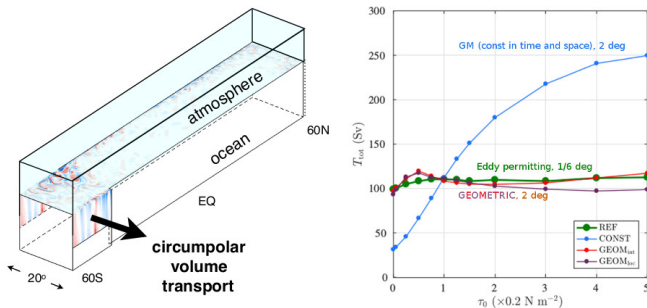 atmosphere
ocean
60N
EQ
circumpolar
volume
transport
20°
60S
300
250
200
150
100
50
0
T_tot (Sv)
GM (const in time and space), 2 deg
Eddy permitting, 1/6 deg
GEOMETRIC, 2 deg
REF
CONST
GEOM_int
GEOM_loc
0 1 2 3 4 5
τ₀ (×0.2 N m⁻²)